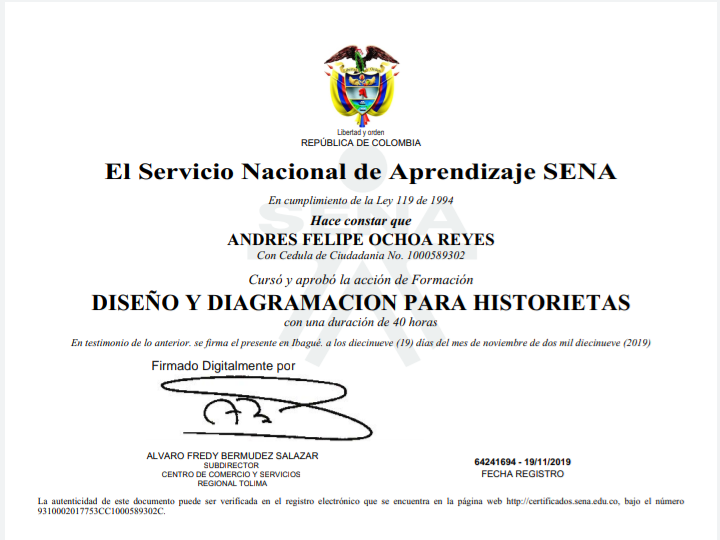 Libertad y orden
REPÚBLICA DE COLOMBIA
El Servicio Nacional de Aprendizaje SENA
En cumplimiento de la Ley 119 de 1994
SENA
Hace constar que
ANDRES FELIPE OCHOA REYES
Con Cedula de Ciudadania No. 1000589302
Cursó y aprobó la acción de Formación
DISEÑO Y DIAGRAMACION PARA HISTORIETAS
con una duración de 40 horas
En testimonio de lo anterior. se firma el presente en Ibagué. a los diecinueve (19) días del mes de noviembre de dos mil diecinueve (2019)
Firmado Digitalmente por
ALVARO FREDY BERMUDEZ SALAZAR
SUBDIRECTOR
CENTRO DE COMERCIO Y SERVICIOS
REGIONAL TOLIMA
64241694 - 19/11/2019
FECHA REGISTRO
La autenticidad de este documento puede ser verificada en el registro electrónico que se encuentra en la página web http://certificados.sena.edu.co, bajo el número
9310002017753CC1000589302C.